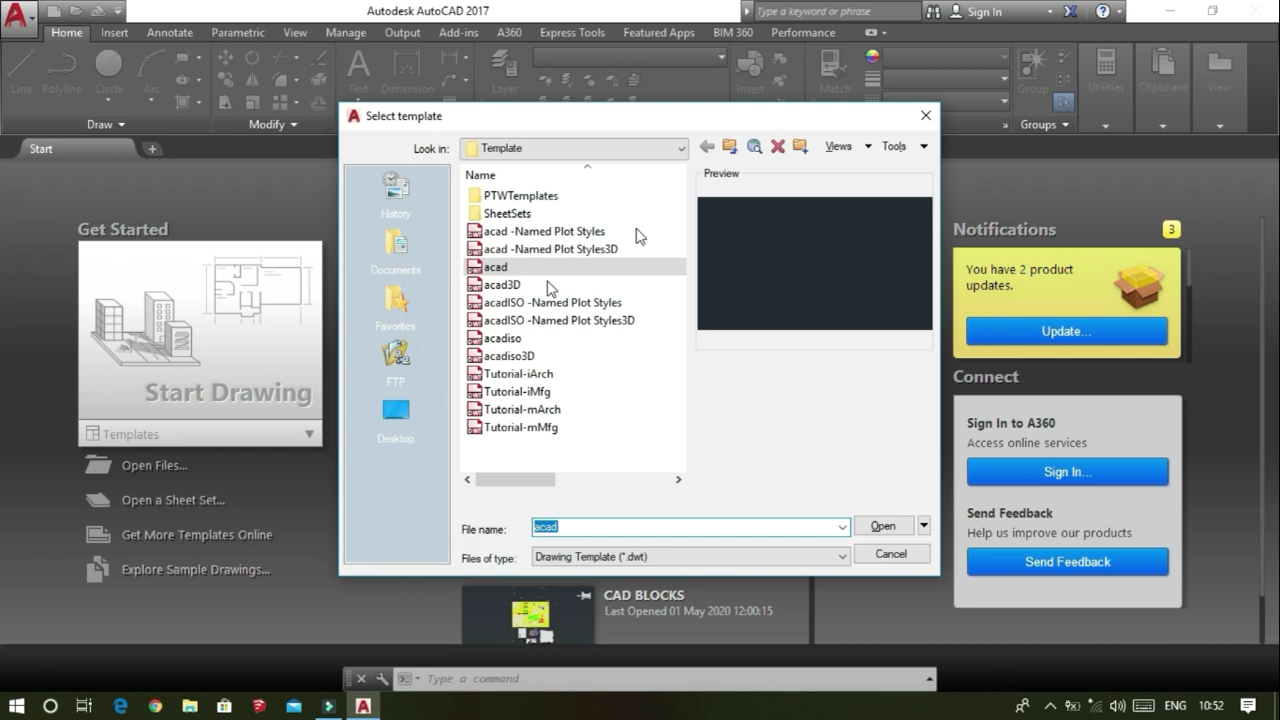 Autodesk AutoCAD 2017
Type a keyword or phrase
Sign In
Home Insert Annotate Parametric View Manage Output Add-ins A360 Express Tools Featured Apps BIM 360 Performance
Line Polyline Circle Arc Text Dimension Layer Insert Match Group Utilities Clipboard View
Draw Modify Groups
Start
Select template
Look in: Template
Views Tools
History
Documents
Favorites
FTP
Desktop
Name
PTWTemplates
SheetSets
acad -Named Plot Styles
acad -Named Plot Styles3D
acad
acad3D
acadISO -Named Plot Styles
acadISO -Named Plot Styles3D
acadiso
acadiso3D
Tutorial-iArch
Tutorial-iMfg
Tutorial-mArch
Tutorial-mMfg
Preview
File name: acad
Open
Files of type: Drawing Template (*.dwt)
Cancel
Get Started
Start Drawing
Templates
Open Files...
Open a Sheet Set...
Get More Templates Online
Explore Sample Drawings...
CAD BLOCKS
Last Opened 01 May 2020 12:00:15
Notifications 3
You have 2 product
updates.
Update...
Connect
Sign In to A360
Access online services
Sign In...
Send Feedback
Help us improve our products
Send Feedback
Type a command
ENG 10:52